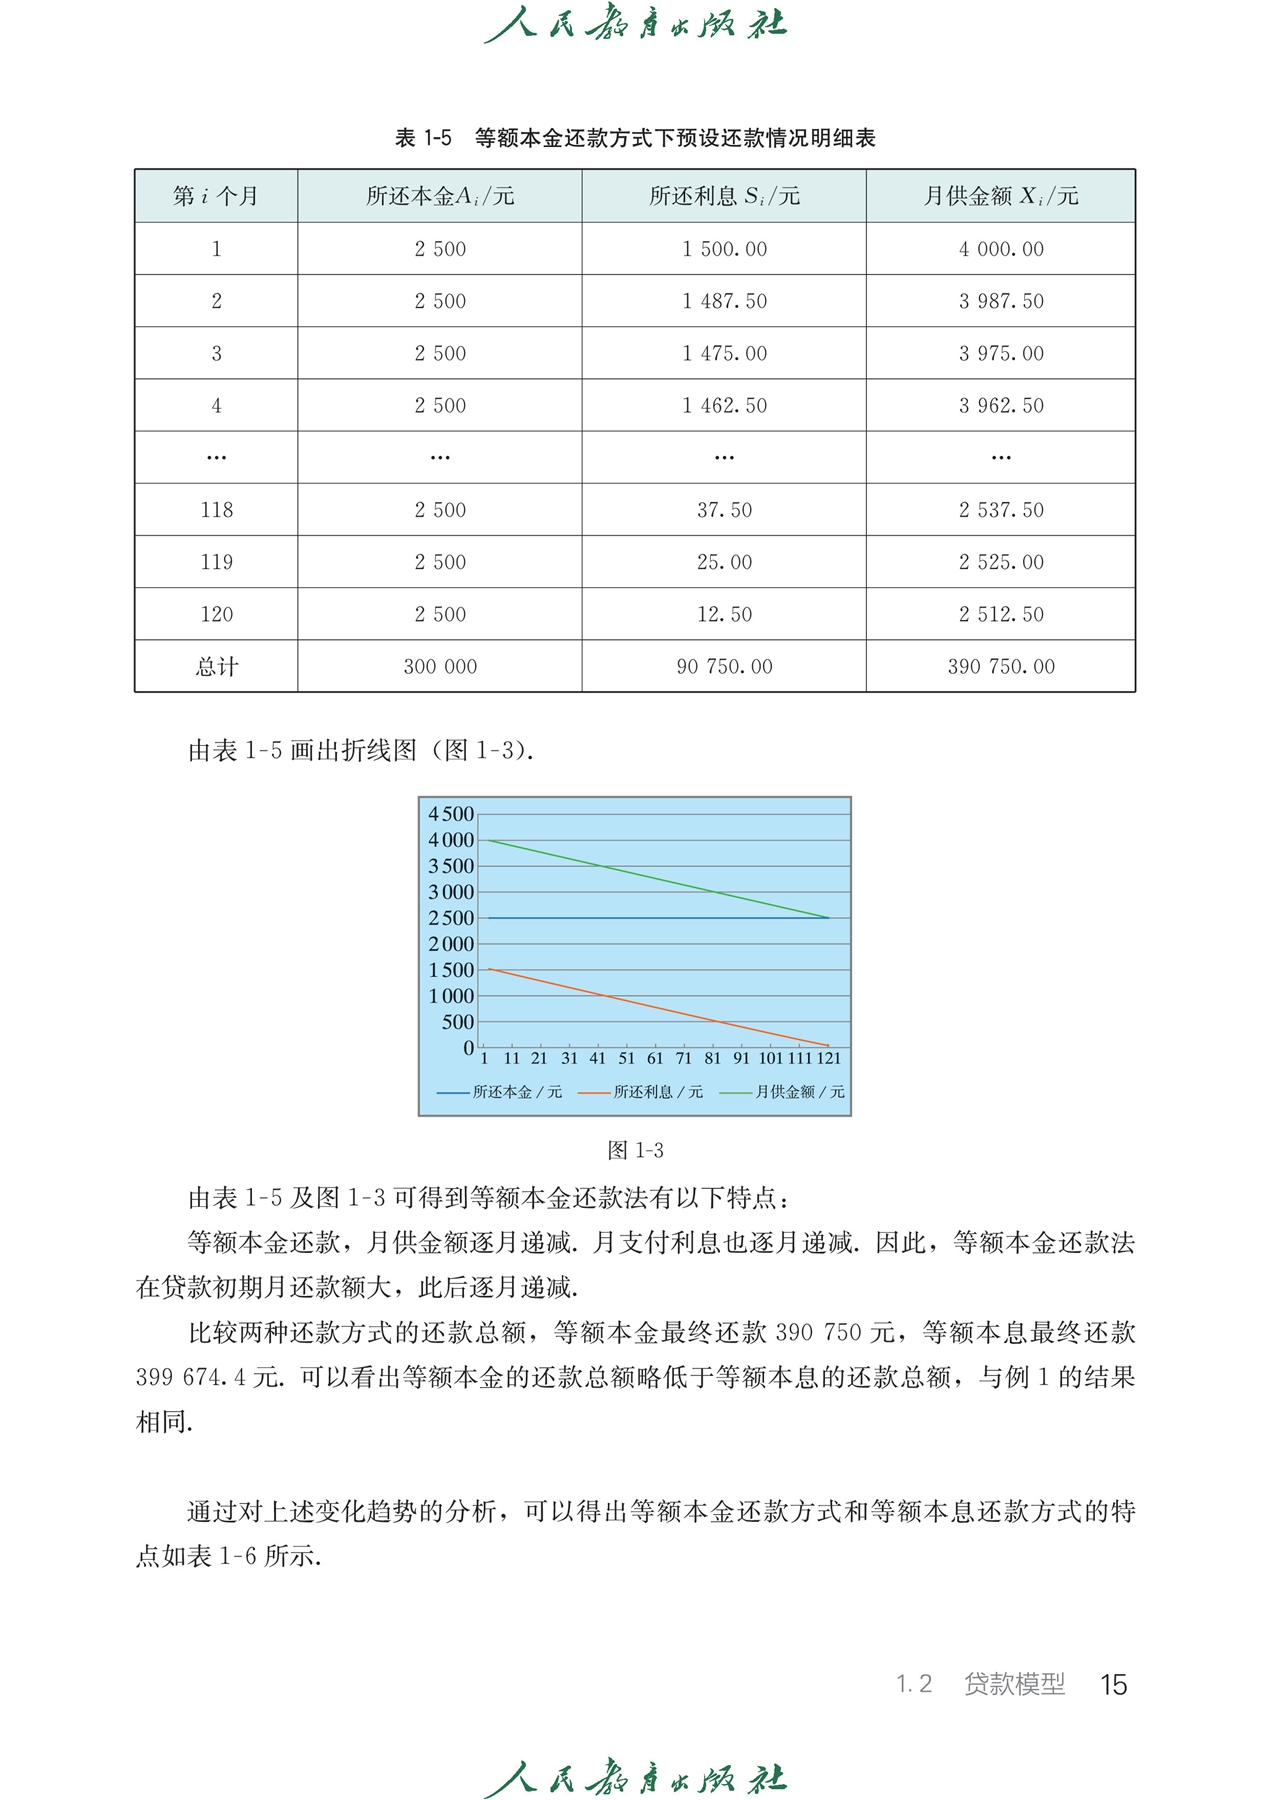 人民教育出版社
表 1-5 等额本金还款方式下预设还款情况明细表
第 i 个月 所还本金Aᵢ/元 所还利息 Sᵢ/元 月供金额 Xᵢ/元
1 2 500 1 500.00 4 000.00
2 2 500 1 487.50 3 987.50
3 2 500 1 475.00 3 975.00
4 2 500 1 462.50 3 962.50
… … … …
118 2 500 37.50 2 537.50
119 2 500 25.00 2 525.00
120 2 500 12.50 2 512.50
总计 300 000 90 750.00 390 750.00
由表 1-5 画出折线图（图 1-3）.
4 500
4 000
3 500
3 000
2 500
2 000
1 500
1 000
500
0
1 11 21 31 41 51 61 71 81 91 101 111 121
所还本金 / 元 所还利息 / 元 月供金额 / 元
图 1-3
由表 1-5 及图 1-3 可得到等额本金还款法有以下特点：
等额本金还款，月供金额逐月递减. 月支付利息也逐月递减. 因此，等额本金还款法
在贷款初期月还款额大，此后逐月递减.
比较两种还款方式的还款总额，等额本金最终还款 390 750 元，等额本息最终还款
399 674.4 元. 可以看出等额本金的还款总额略低于等额本息的还款总额，与例 1 的结果
相同.
通过对上述变化趋势的分析，可以得出等额本金还款方式和等额本息还款方式的特
点如表 1-6 所示.
1.2 贷款模型 15
人民教育出版社